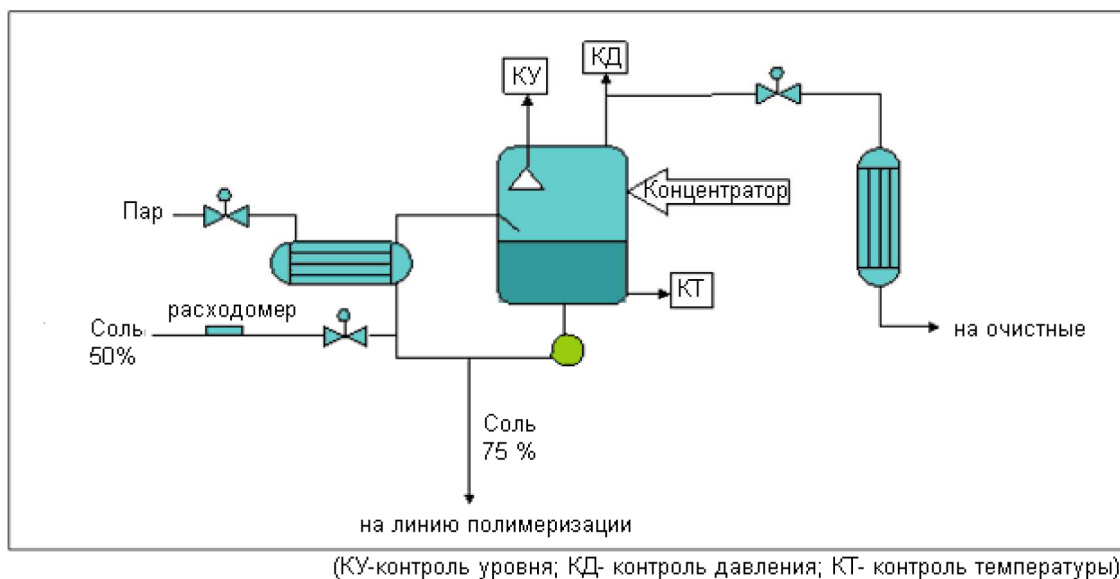 КД
КУ
Концентратор
Пар
КТ
расходомер
Соль
50%
на очистные
Соль
75 %
на линию полимеризации
(КУ-контроль уровня; КД- контроль давления; КТ- контроль температуры)